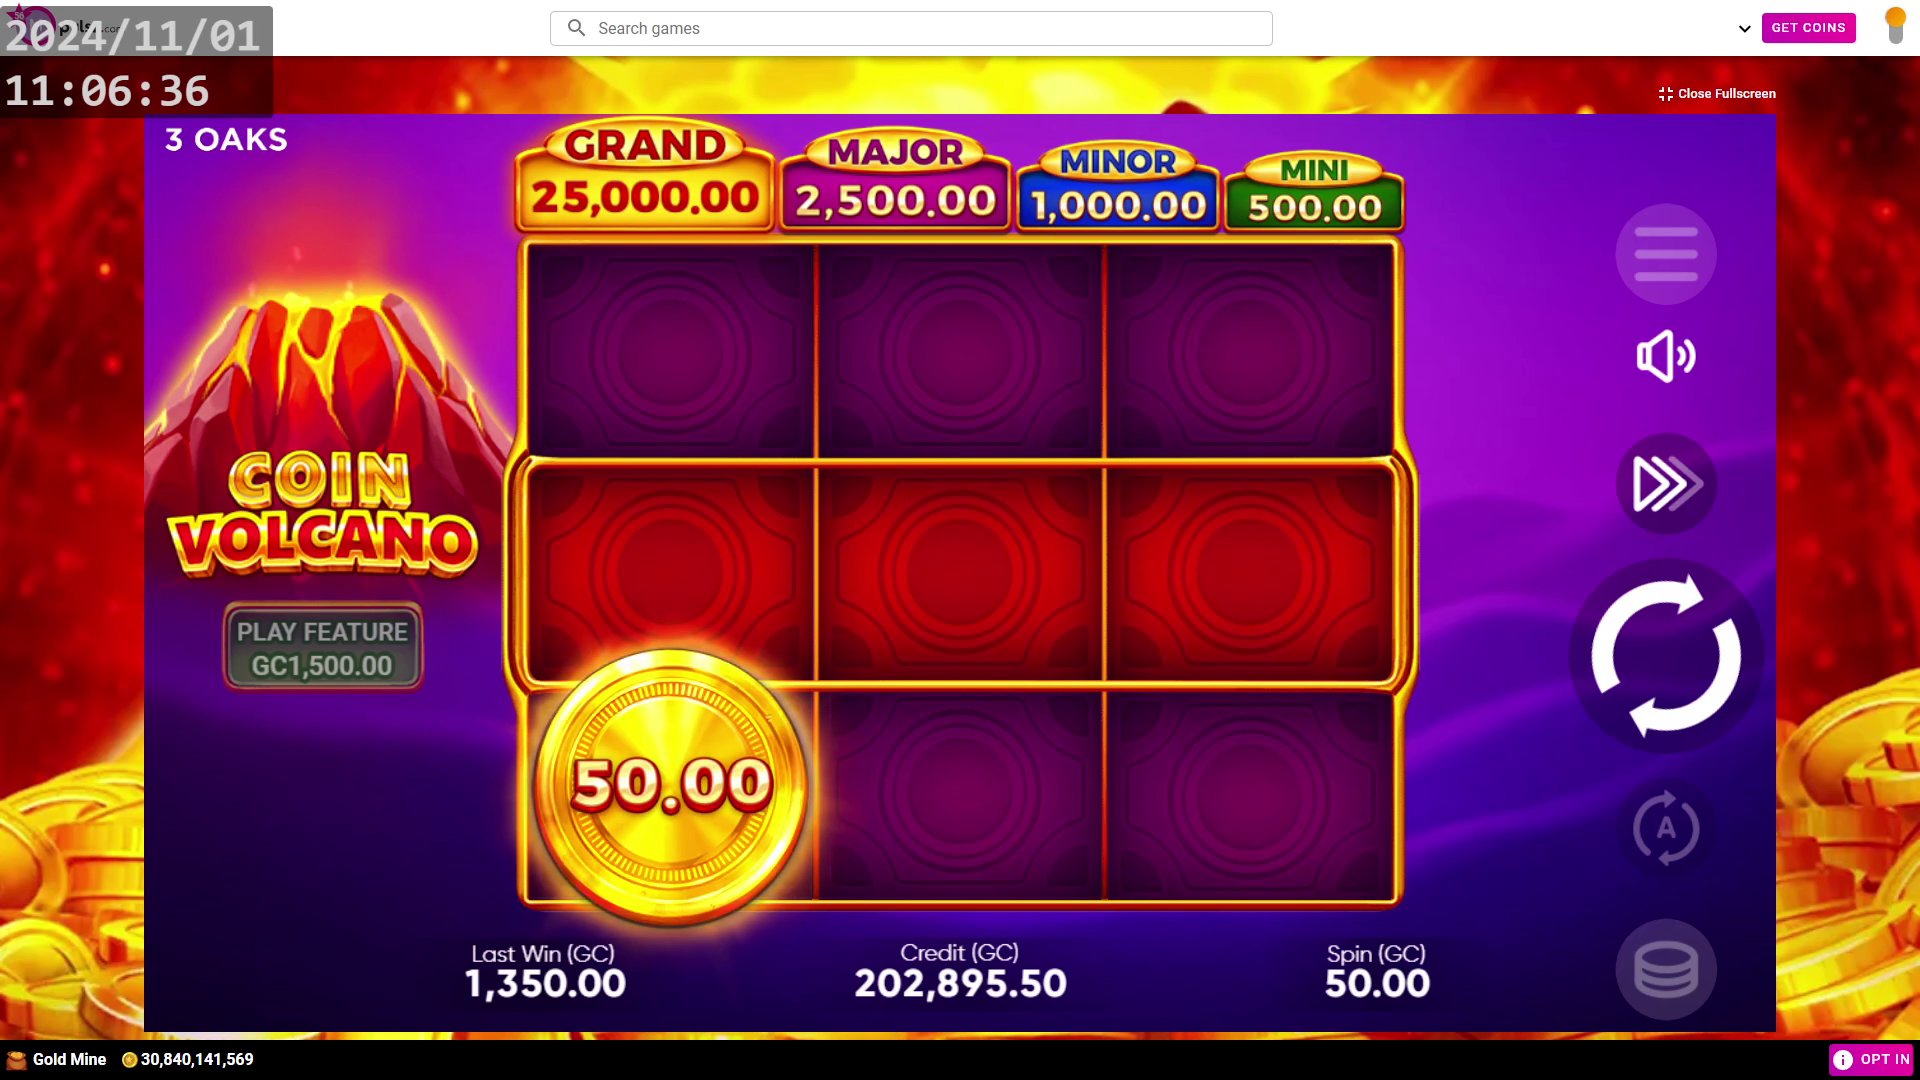 2024/11/01
11:06:36
Search games
GET COINS
Close Fullscreen
3 OAKS
GRAND
25,000.00
MAJOR
2,500.00
MINOR
1,000.00
MINI
500.00
COIN
VOLCANO
PLAY FEATURE
GC1,500.00
50.00
A
Last Win (GC)
1,350.00
Credit (GC)
202,895.50
Spin (GC)
50.00
Gold Mine
30,840,141,569
OPT IN